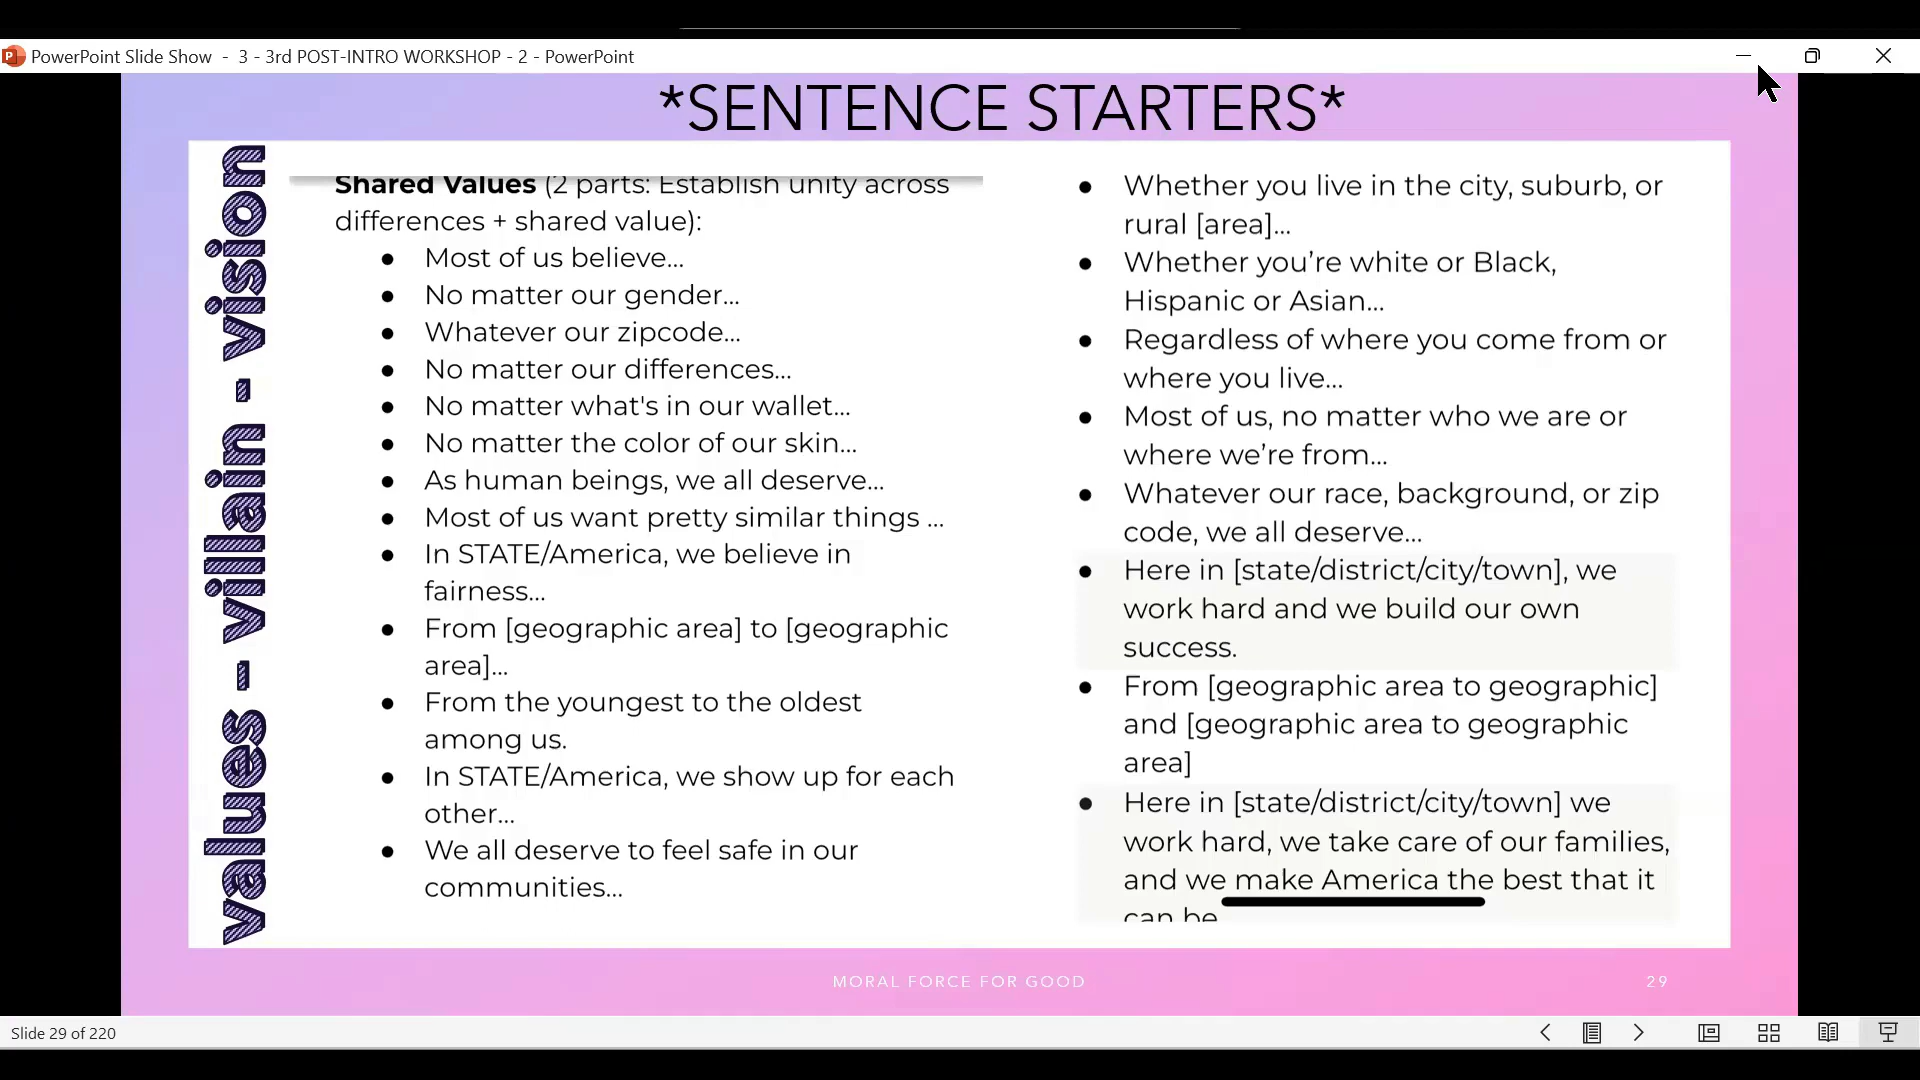 PowerPoint Slide Show - 3 - 3rd POST-INTRO WORKSHOP - 2 - PowerPoint
*SENTENCE STARTERS*
values – villain - vision
Shared Values (2 parts: Establish unity across
differences + shared value):
● Most of us believe...
● No matter our gender...
● Whatever our zipcode...
● No matter our differences...
● No matter what's in our wallet...
● No matter the color of our skin...
● As human beings, we all deserve...
● Most of us want pretty similar things ...
● In STATE/America, we believe in
fairness...
● From [geographic area] to [geographic
area]...
● From the youngest to the oldest
among us.
● In STATE/America, we show up for each
other...
● We all deserve to feel safe in our
communities...
● Whether you live in the city, suburb, or
rural [area]...
● Whether you’re white or Black,
Hispanic or Asian...
● Regardless of where you come from or
where you live...
● Most of us, no matter who we are or
where we’re from...
● Whatever our race, background, or zip
code, we all deserve...
● Here in [state/district/city/town], we
work hard and we build our own
success.
● From [geographic area to geographic]
and [geographic area to geographic
area]
● Here in [state/district/city/town] we
work hard, we take care of our families,
and we make America the best that it
can be
MORAL FORCE FOR GOOD
29
Slide 29 of 220